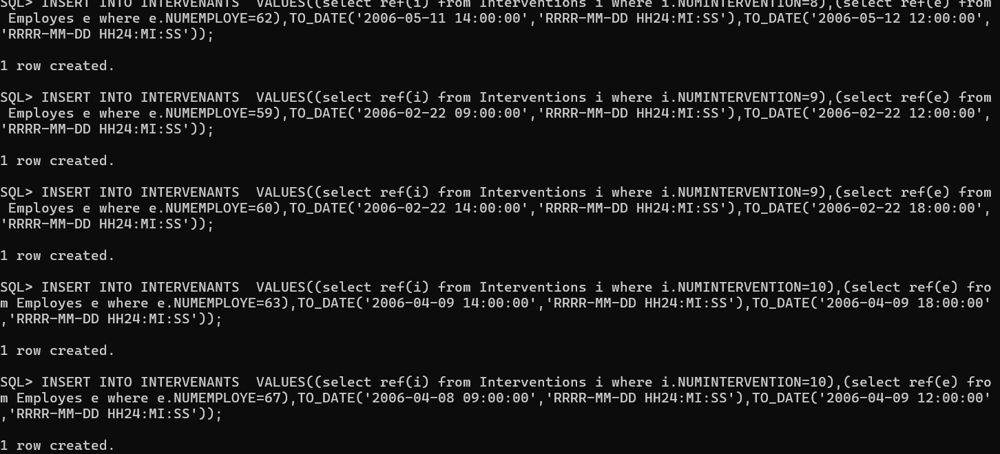 SQL> INSERT INTO INTERVENANTS  VALUES((select ref(i) from Interventions i where i.NUMINTERVENTION=8),(select ref(e) from
 Employes e where e.NUMEMPLOYE=62),TO_DATE('2006-05-11 14:00:00','RRRR-MM-DD HH24:MI:SS'),TO_DATE('2006-05-12 12:00:00',
'RRRR-MM-DD HH24:MI:SS'));
1 row created.
SQL> INSERT INTO INTERVENANTS  VALUES((select ref(i) from Interventions i where i.NUMINTERVENTION=9),(select ref(e) from
 Employes e where e.NUMEMPLOYE=59),TO_DATE('2006-02-22 09:00:00','RRRR-MM-DD HH24:MI:SS'),TO_DATE('2006-02-22 12:00:00',
'RRRR-MM-DD HH24:MI:SS'));
1 row created.
SQL> INSERT INTO INTERVENANTS  VALUES((select ref(i) from Interventions i where i.NUMINTERVENTION=9),(select ref(e) from
 Employes e where e.NUMEMPLOYE=60),TO_DATE('2006-02-22 14:00:00','RRRR-MM-DD HH24:MI:SS'),TO_DATE('2006-02-22 18:00:00',
'RRRR-MM-DD HH24:MI:SS'));
1 row created.
SQL> INSERT INTO INTERVENANTS  VALUES((select ref(i) from Interventions i where i.NUMINTERVENTION=10),(select ref(e) fro
m Employes e where e.NUMEMPLOYE=63),TO_DATE('2006-04-09 14:00:00','RRRR-MM-DD HH24:MI:SS'),TO_DATE('2006-04-09 18:00:00'
,'RRRR-MM-DD HH24:MI:SS'));
1 row created.
SQL> INSERT INTO INTERVENANTS  VALUES((select ref(i) from Interventions i where i.NUMINTERVENTION=10),(select ref(e) fro
m Employes e where e.NUMEMPLOYE=67),TO_DATE('2006-04-08 09:00:00','RRRR-MM-DD HH24:MI:SS'),TO_DATE('2006-04-09 12:00:00'
,'RRRR-MM-DD HH24:MI:SS'));
1 row created.